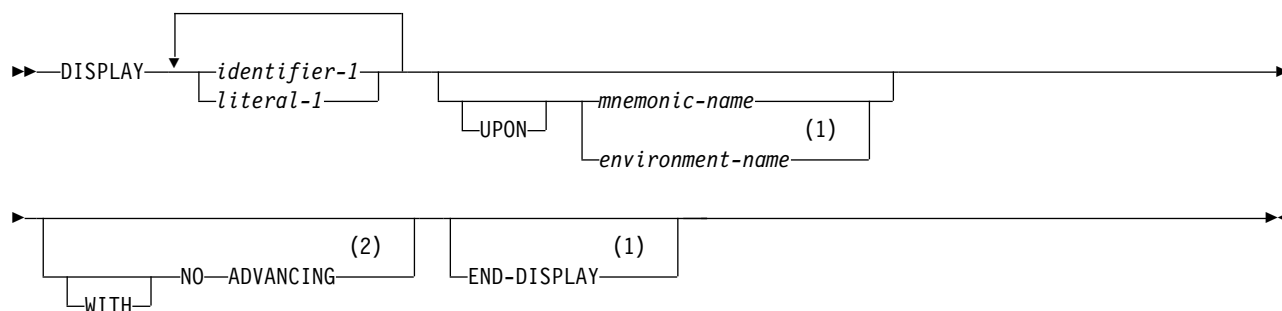 DISPLAY identifier-1
literal-1
mnemonic-name
UPON (1)
environment-name
(2) (1)
NO ADVANCING END-DISPLAY
WITH